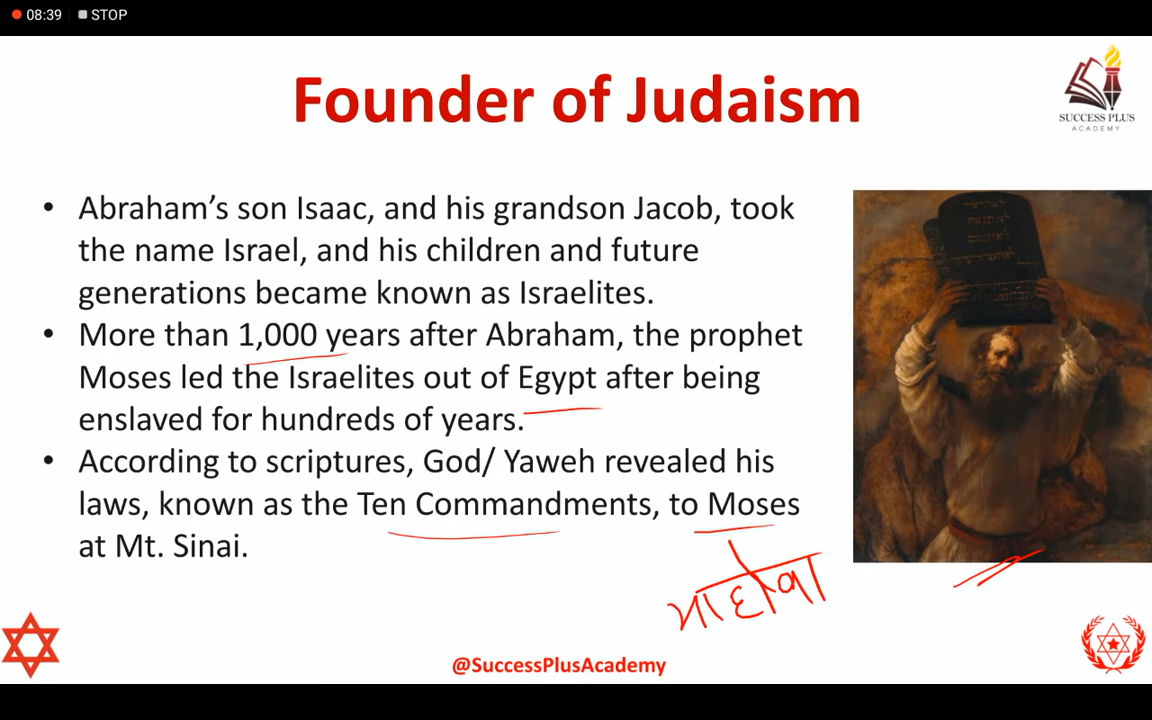 08:39 STOP
Founder of Judaism
SUCCESS PLUS
ACADEMY
• Abraham’s son Isaac, and his grandson Jacob, took
the name Israel, and his children and future
generations became known as Israelites.
• More than 1,000 years after Abraham, the prophet
Moses led the Israelites out of Egypt after being
enslaved for hundreds of years.
• According to scriptures, God/ Yaweh revealed his
laws, known as the Ten Commandments, to Moses
at Mt. Sinai.
@SuccessPlusAcademy